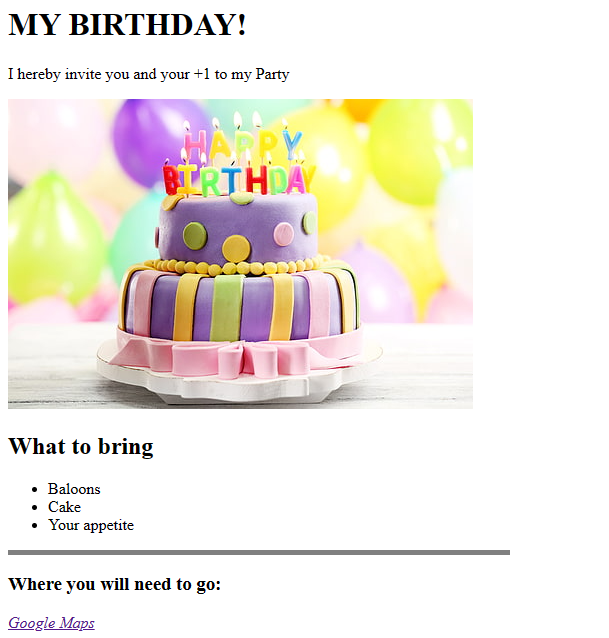 MY BIRTHDAY!
I hereby invite you and your +1 to my Party
HAPPY
BIRTHDAY
What to bring
Baloons
Cake
Your appetite
Where you will need to go:
Google Maps